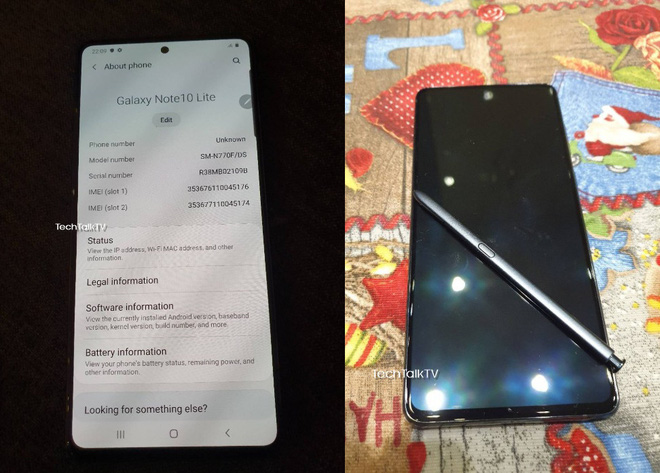 22:00
About phone
Galaxy Note10 Lite
Edit
Phone number Unknown
Model number SM-N770F/DS
Serial number R38MB02109B
IMEI (slot 1) 353676110045176
IMEI (slot 2) 353677110045174
TechTalkTV
Status
View the IP address, Wi-Fi MAC address, and other
information.
Legal information
Software information
View the currently installed Android version, baseband
version, kernel version, build number, and more.
Battery information
View your phone's battery status, remaining power, and
other information.
Looking for something else?
TechTalkTV